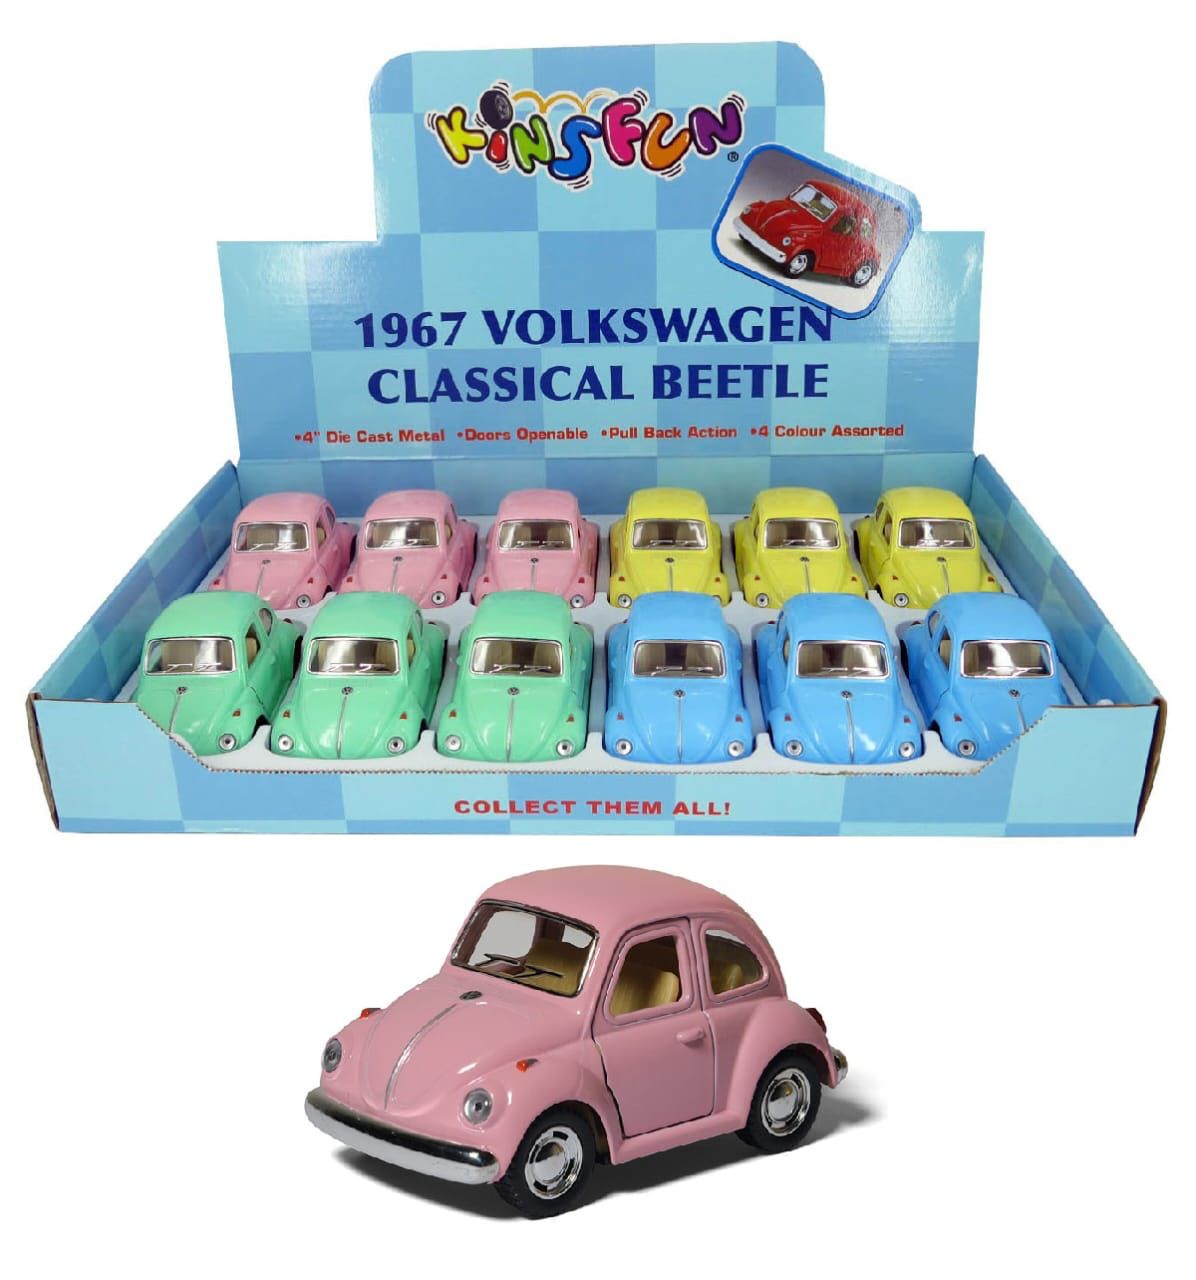 KiNSFUN®
1967 VOLKSWAGEN
CLASSICAL BEETLE
•4" Die Cast Metal •Doors Openable •Pull Back Action •4 Colour Assorted
COLLECT THEM ALL!